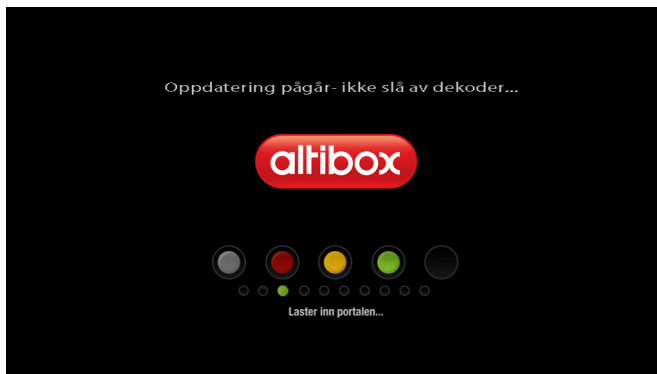 Oppdatering pågår- ikke slå av dekoder...
altibox
Laster inn portalen...